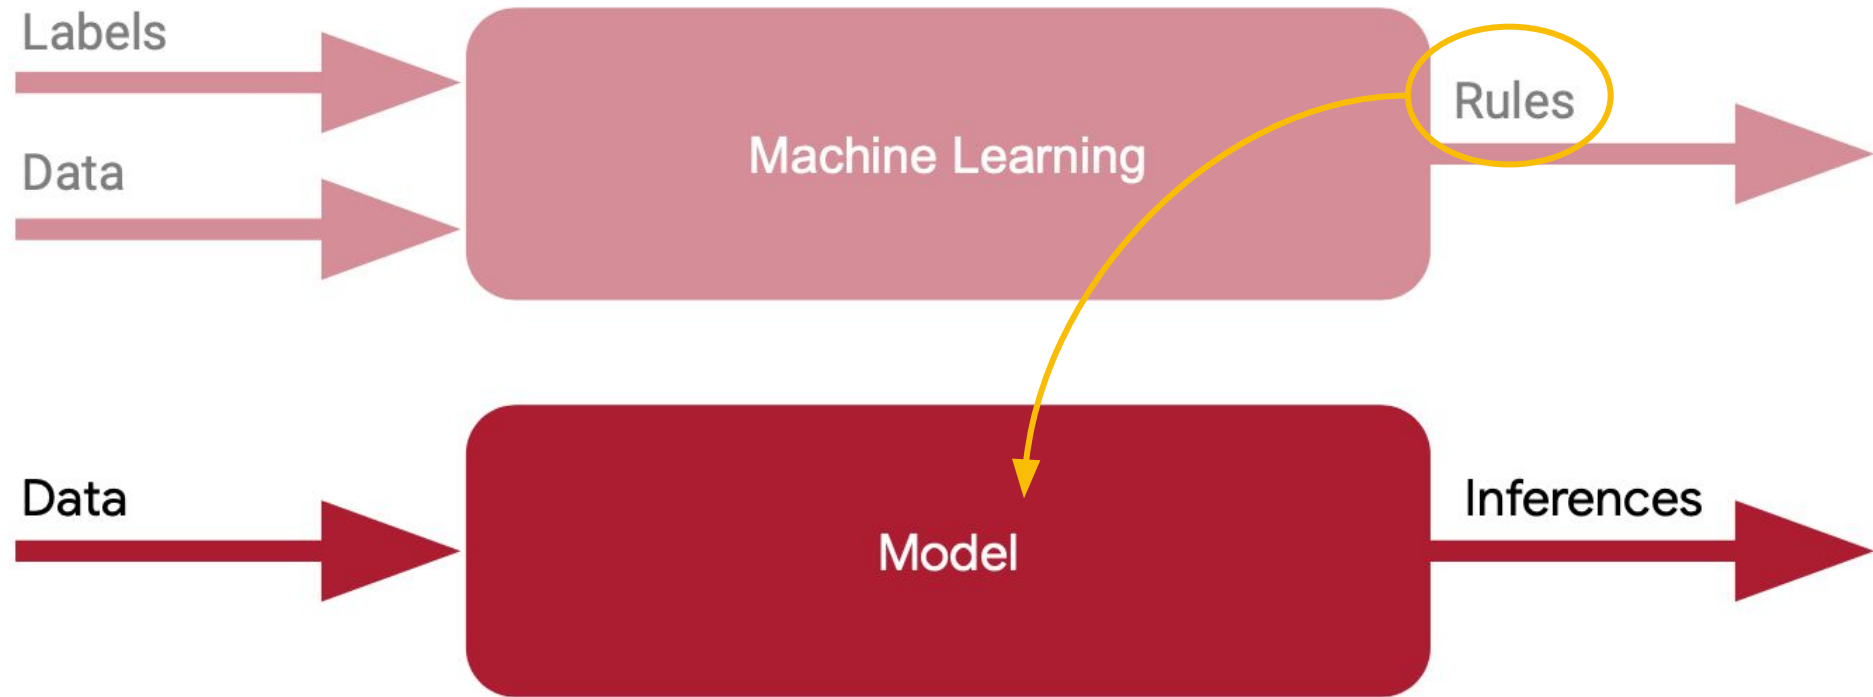 Labels
Data
Machine Learning
Rules
Data
Model
Inferences